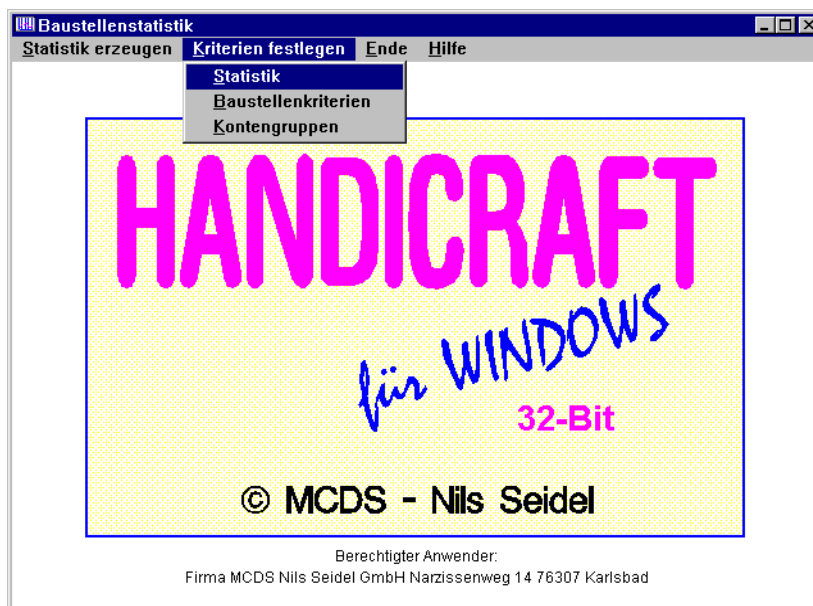 Baustellenstatistik
Statistik erzeugen Kriterien festlegen Ende Hilfe
Statistik
Baustellenkriterien
Kontengruppen
HANDICRAFT
für WINDOWS
32-Bit
© MCDS - Nils Seidel
Berechtigter Anwender:
Firma MCDS Nils Seidel GmbH Narzissenweg 14 76307 Karlsbad